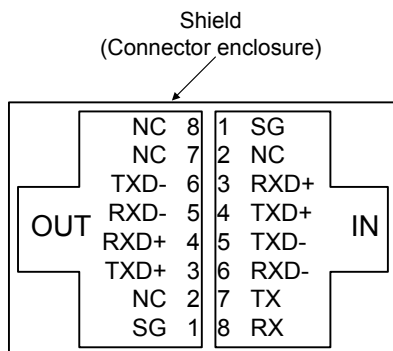 Shield
(Connector enclosure)
NC 8 1 SG
NC 7 2 NC
TXD- 6 3 RXD+
RXD- 5 4 TXD+
OUT IN
RXD+ 4 5 TXD-
TXD+ 3 6 RXD-
NC 2 7 TX
SG 1 8 RX